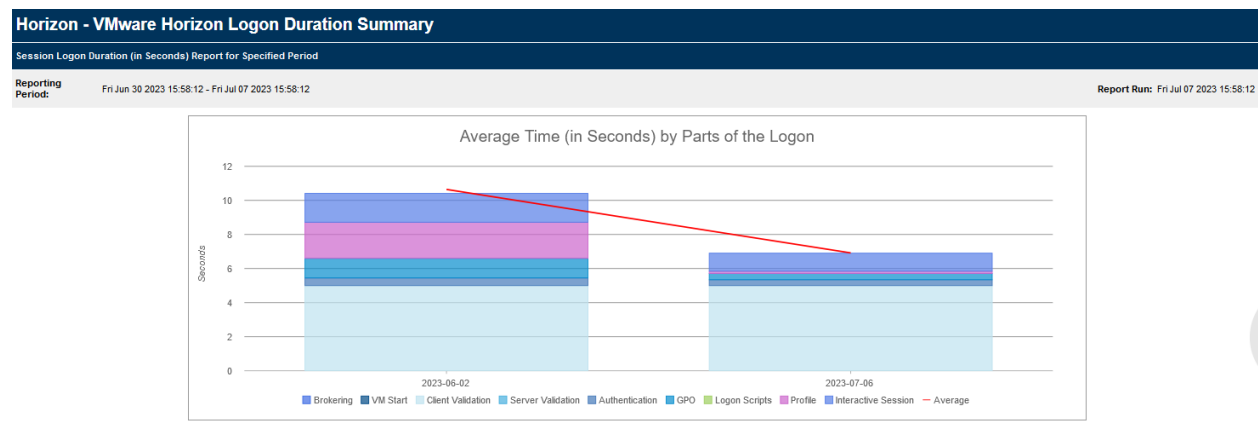 Horizon - VMware Horizon Logon Duration Summary
Session Logon Duration (in Seconds) Report for Specified Period
Reporting Period: Fri Jun 30 2023 15:58:12 - Fri Jul 07 2023 15:58:12 Report Run: Fri Jul 07 2023 15:58:12
Average Time (in Seconds) by Parts of the Logon
12
10
8
6
4
2
0
Seconds
2023-06-02 2023-07-06
Brokering VM Start Client Validation Server Validation Authentication GPO Logon Scripts Profile Interactive Session Average